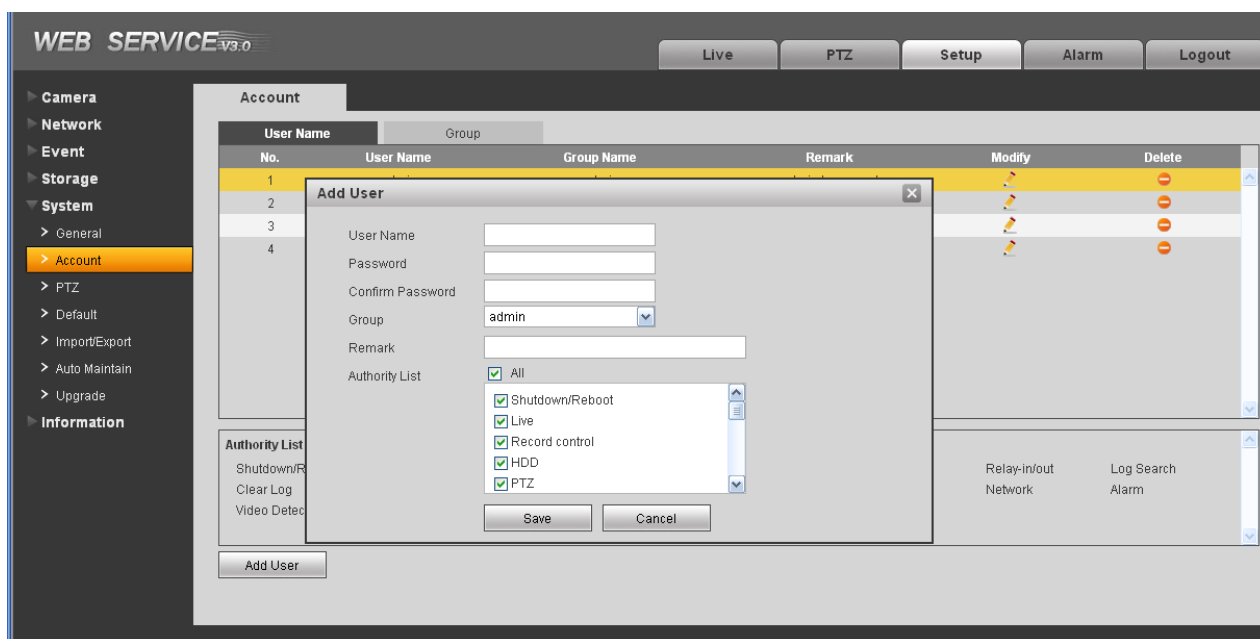 WEB SERVICE V3.0
Live PTZ Setup Alarm Logout
Camera
Network
Event
Storage
System
General
Account
PTZ
Default
Import/Export
Auto Maintain
Upgrade
Information
Account
User Name Group
No. User Name Group Name Remark Modify Delete
1
2
3
4
Add User
User Name
Password
Confirm Password
Group admin
Remark
Authority List All
Shutdown/Reboot
Live
Record control
HDD
PTZ
Save Cancel
Authority List
Shutdown/R Relay-in/out Log Search
Clear Log Network Alarm
Video Detec
Add User